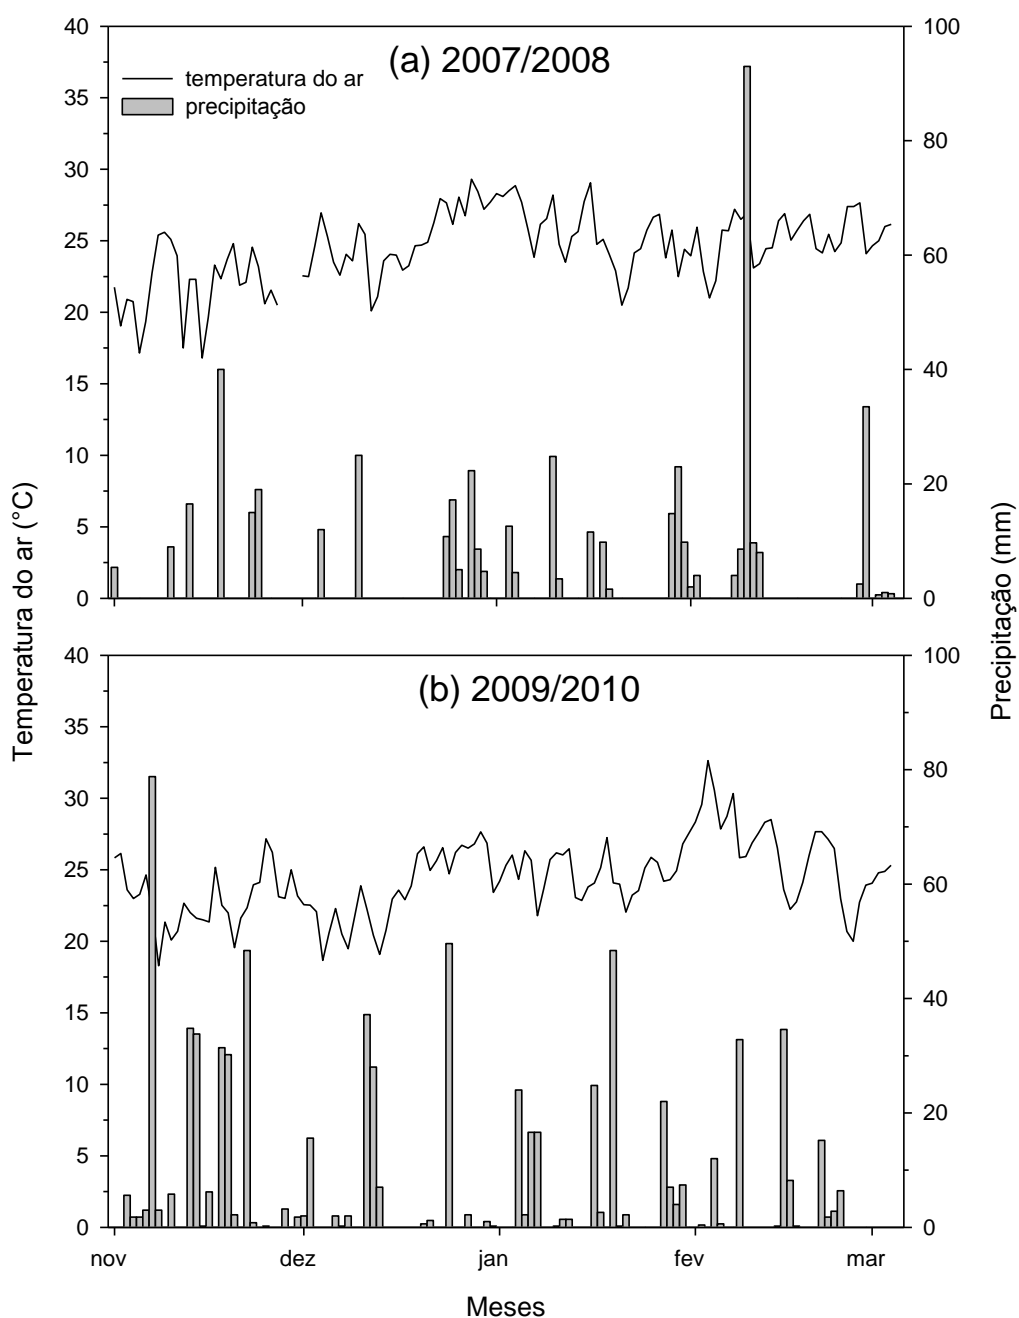 40
100
(a) 2007/2008
temperatura do ar
precipitação
35
80
30
25
60
20
15
40
10
20
5
0
0
Temperatura do ar (°C)
Precipitação (mm)
40
100
(b) 2009/2010
35
80
30
25
60
20
15
40
10
20
5
0
0
nov
dez
jan
fev
mar
Meses